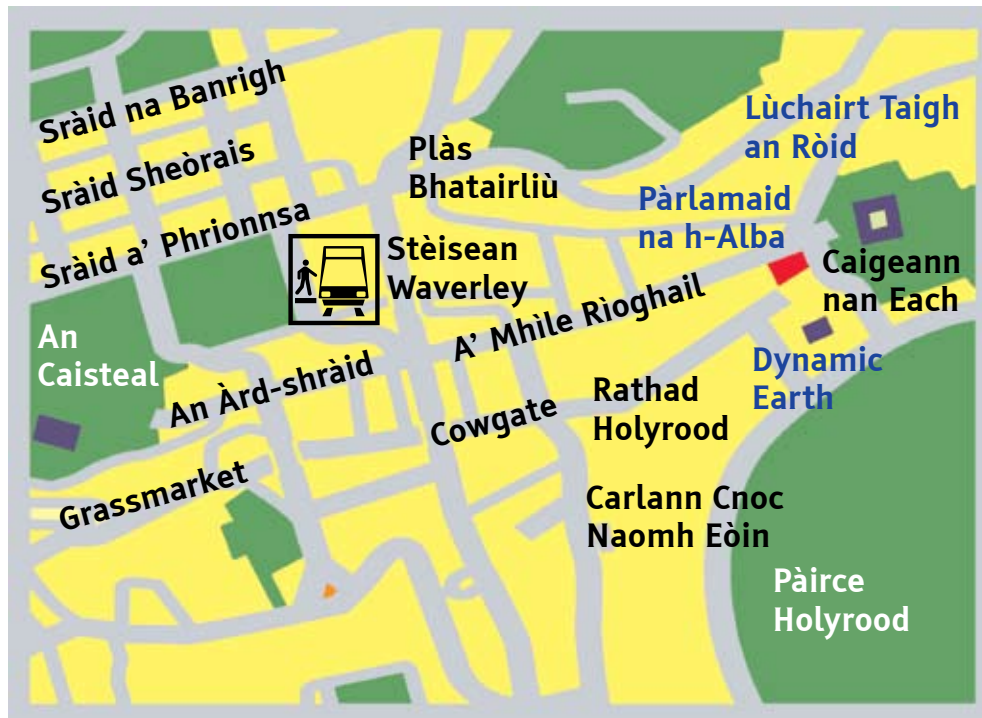 Sràid na Banrigh
Sràid Sheòrais
Sràid a' Phrionnsa
Plàs
Bhatairliù
Lùchairt Taigh
an Ròid
Pàrlamaid
na h-Alba
Stèisean
Waverley
Caigeann
nan Each
A' Mhìle Rìoghail
An
Caisteal
An Àrd-shràid
Dynamic
Earth
Rathad
Holyrood
Cowgate
Grassmarket
Carlann Cnoc
Naomh Eòin
Pàirce
Holyrood